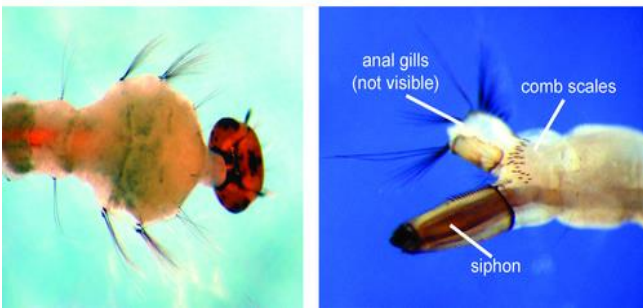 anal gills
(not visible)
comb scales
siphon